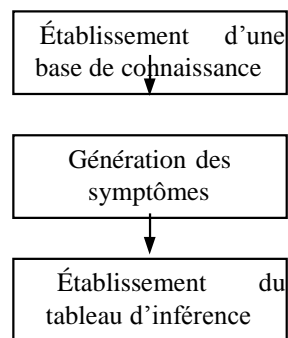 Établissement d'une
base de connaissance
Génération des
symptômes
Établissement du
tableau d'inférence